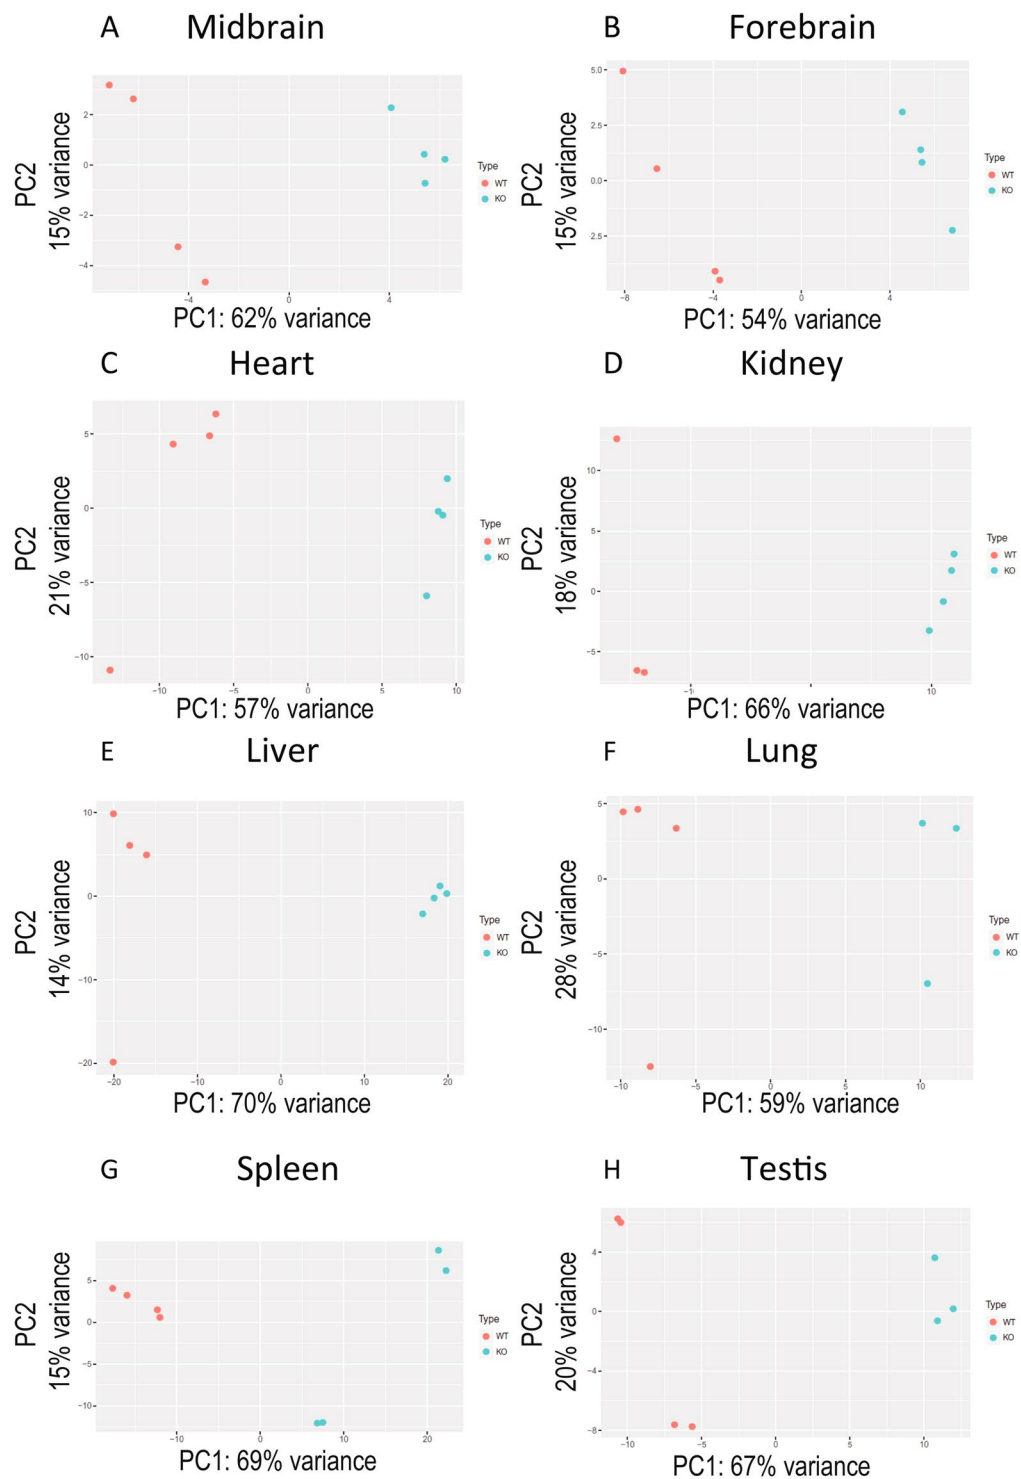 A Midbrain
2
0
−2
−4
−4 0 4
PC2
15% variance
PC1: 62% variance
Type
WT
KO
B Forebrain
5.0
2.5
0.0
−2.5
−8 −4 0 4
PC2
15% variance
PC1: 54% variance
Type
WT
KO
C Heart
5
0
−5
−10
−10 −5 0 5 10
PC2
21% variance
PC1: 57% variance
Type
WT
KO
D Kidney
10
5
0
−5
−1 10
PC2
18% variance
PC1: 66% variance
Type
WT
KO
E Liver
10
0
−10
−20
−20 −10 0 10 20
PC2
14% variance
PC1: 70% variance
Type
WT
KO
F Lung
5
0
−5
−10
−10 −5 0 5 10
PC2
28% variance
PC1: 59% variance
Type
WT
KO
G Spleen
5
0
−5
−10
−10 0 10 20
PC2
15% variance
PC1: 69% variance
Type
WT
KO
H Testis
4
0
−4
−8
−10 −5 0 5 10
PC2
20% variance
PC1: 67% variance
Type
WT
KO